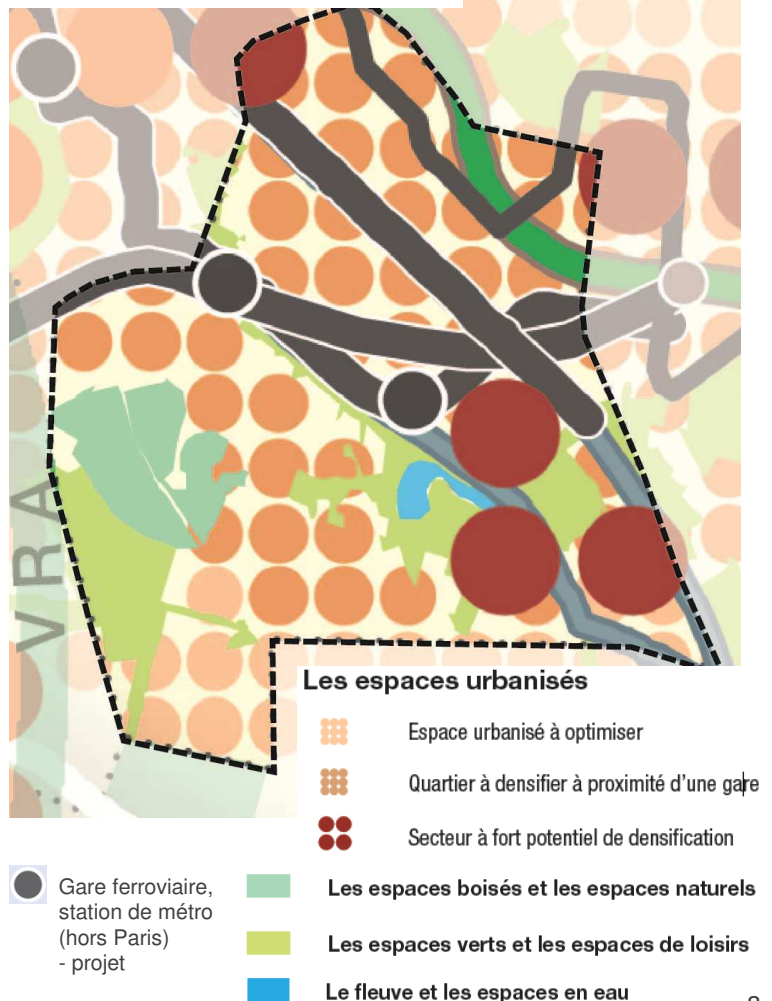 VRA
Les espaces urbanisés
Espace urbanisé à optimiser
Quartier à densifier à proximité d'une gare
Secteur à fort potentiel de densification
Gare ferroviaire,
station de métro
(hors Paris)
- projet
Les espaces boisés et les espaces naturels
Les espaces verts et les espaces de loisirs
Le fleuve et les espaces en eau